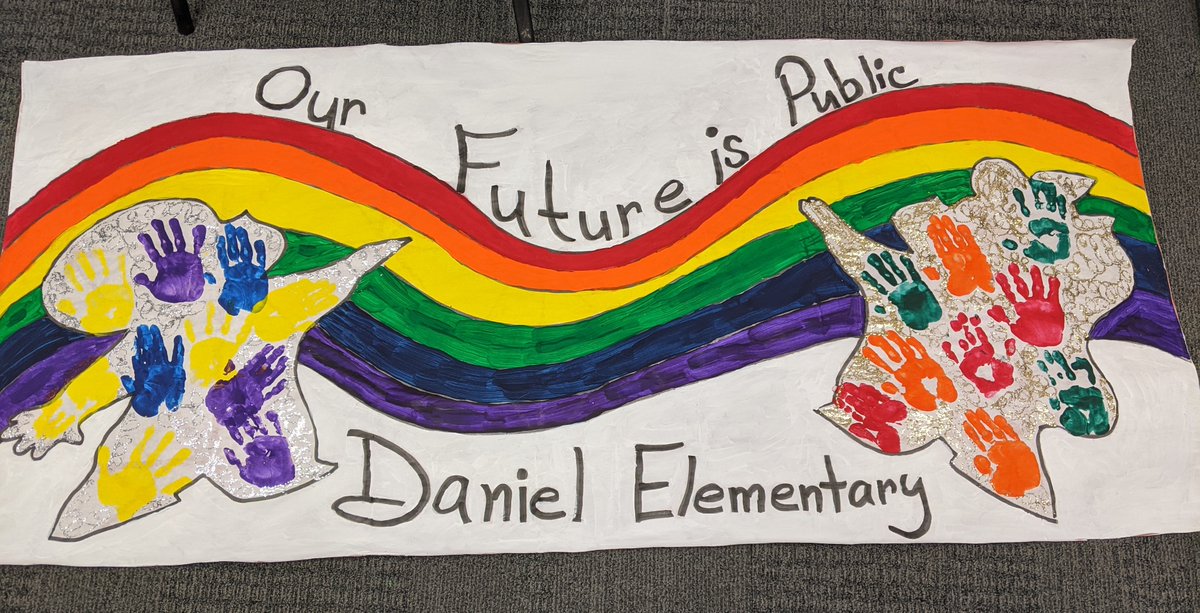 Our Future is Public
Daniel Elementary